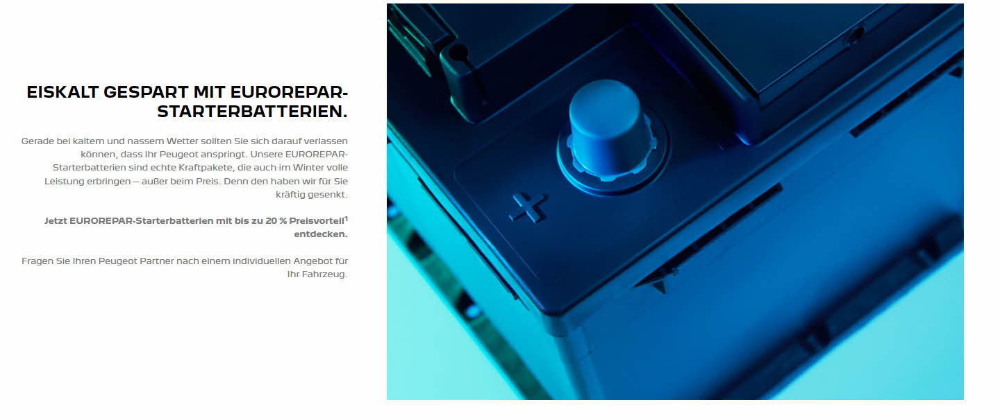 EISKALT GESPART MIT EUROREPAR-
STARTERBATTERIEN.
Gerade bei kaltem und nassem Wetter sollten Sie sich darauf verlassen
können, dass Ihr Peugeot anspringt. Unsere EUROREPAR-
Starterbatterien sind echte Kraftpakete, die auch im Winter volle
Leistung erbringen – außer beim Preis. Denn den haben wir für Sie
kräftig gesenkt.
Jetzt EUROREPAR-Starterbatterien mit bis zu 20 % Preisvorteil¹
entdecken.
Fragen Sie Ihren Peugeot Partner nach einem individuellen Angebot für
Ihr Fahrzeug.